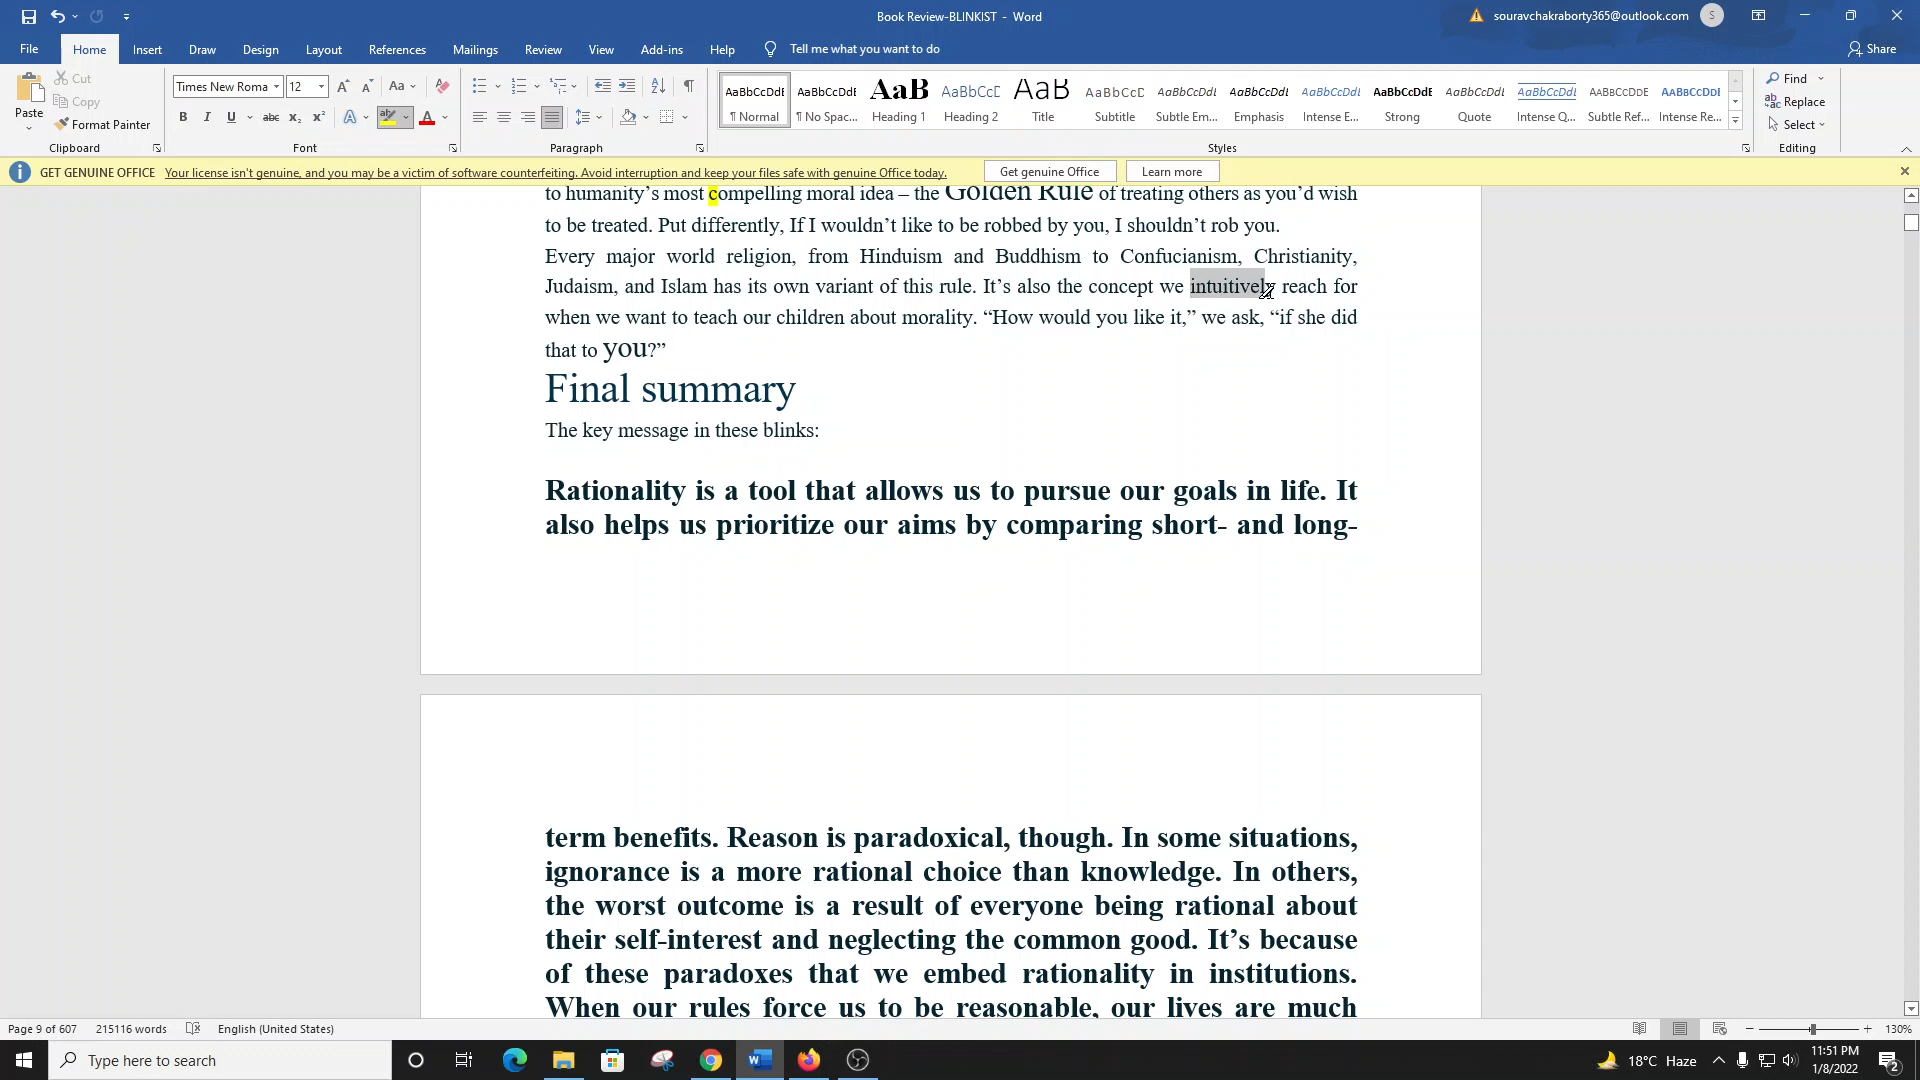 Book Review-BLINKIST - Word
souravchakraborty365@outlook.com
S
File Home Insert Draw Design Layout References Mailings Review View Add-ins Help Tell me what you want to do
Share
Paste
Cut
Copy
Format Painter
Clipboard
Times New Roma 12
Font
Paragraph
AaBbCcDdE AaBbCcDdE AaB AaBbCcE AaB AaBbCcD AaBbCcDdE AaBbCcDdE AaBbCcDdE AaBbCcDdE AaBbCcDdE AaBbCcDdE AABBCCDDE AABBCCDDE
¶ Normal ¶ No Spac... Heading 1 Heading 2 Title Subtitle Subtle Em... Emphasis Intense E... Strong Quote Intense Q... Subtle Ref... Intense Re...
Styles
Find
Replace
Select
Editing
GET GENUINE OFFICE Your license isn't genuine, and you may be a victim of software counterfeiting. Avoid interruption and keep your files safe with genuine Office today. Get genuine Office Learn more
to humanity’s most compelling moral idea – the Golden Rule of treating others as you’d wish
to be treated. Put differently, If I wouldn’t like to be robbed by you, I shouldn’t rob you.
Every major world religion, from Hinduism and Buddhism to Confucianism, Christianity,
Judaism, and Islam has its own variant of this rule. It’s also the concept we intuitively reach for
when we want to teach our children about morality. “How would you like it,” we ask, “if she did
that to you?”
Final summary
The key message in these blinks:
Rationality is a tool that allows us to pursue our goals in life. It
also helps us prioritize our aims by comparing short- and long-
term benefits. Reason is paradoxical, though. In some situations,
ignorance is a more rational choice than knowledge. In others,
the worst outcome is a result of everyone being rational about
their self-interest and neglecting the common good. It’s because
of these paradoxes that we embed rationality in institutions.
When our rules force us to be reasonable, our lives are much
Page 9 of 607 215116 words English (United States) 130%
Type here to search
18°C Haze
11:51 PM
1/8/2022
2